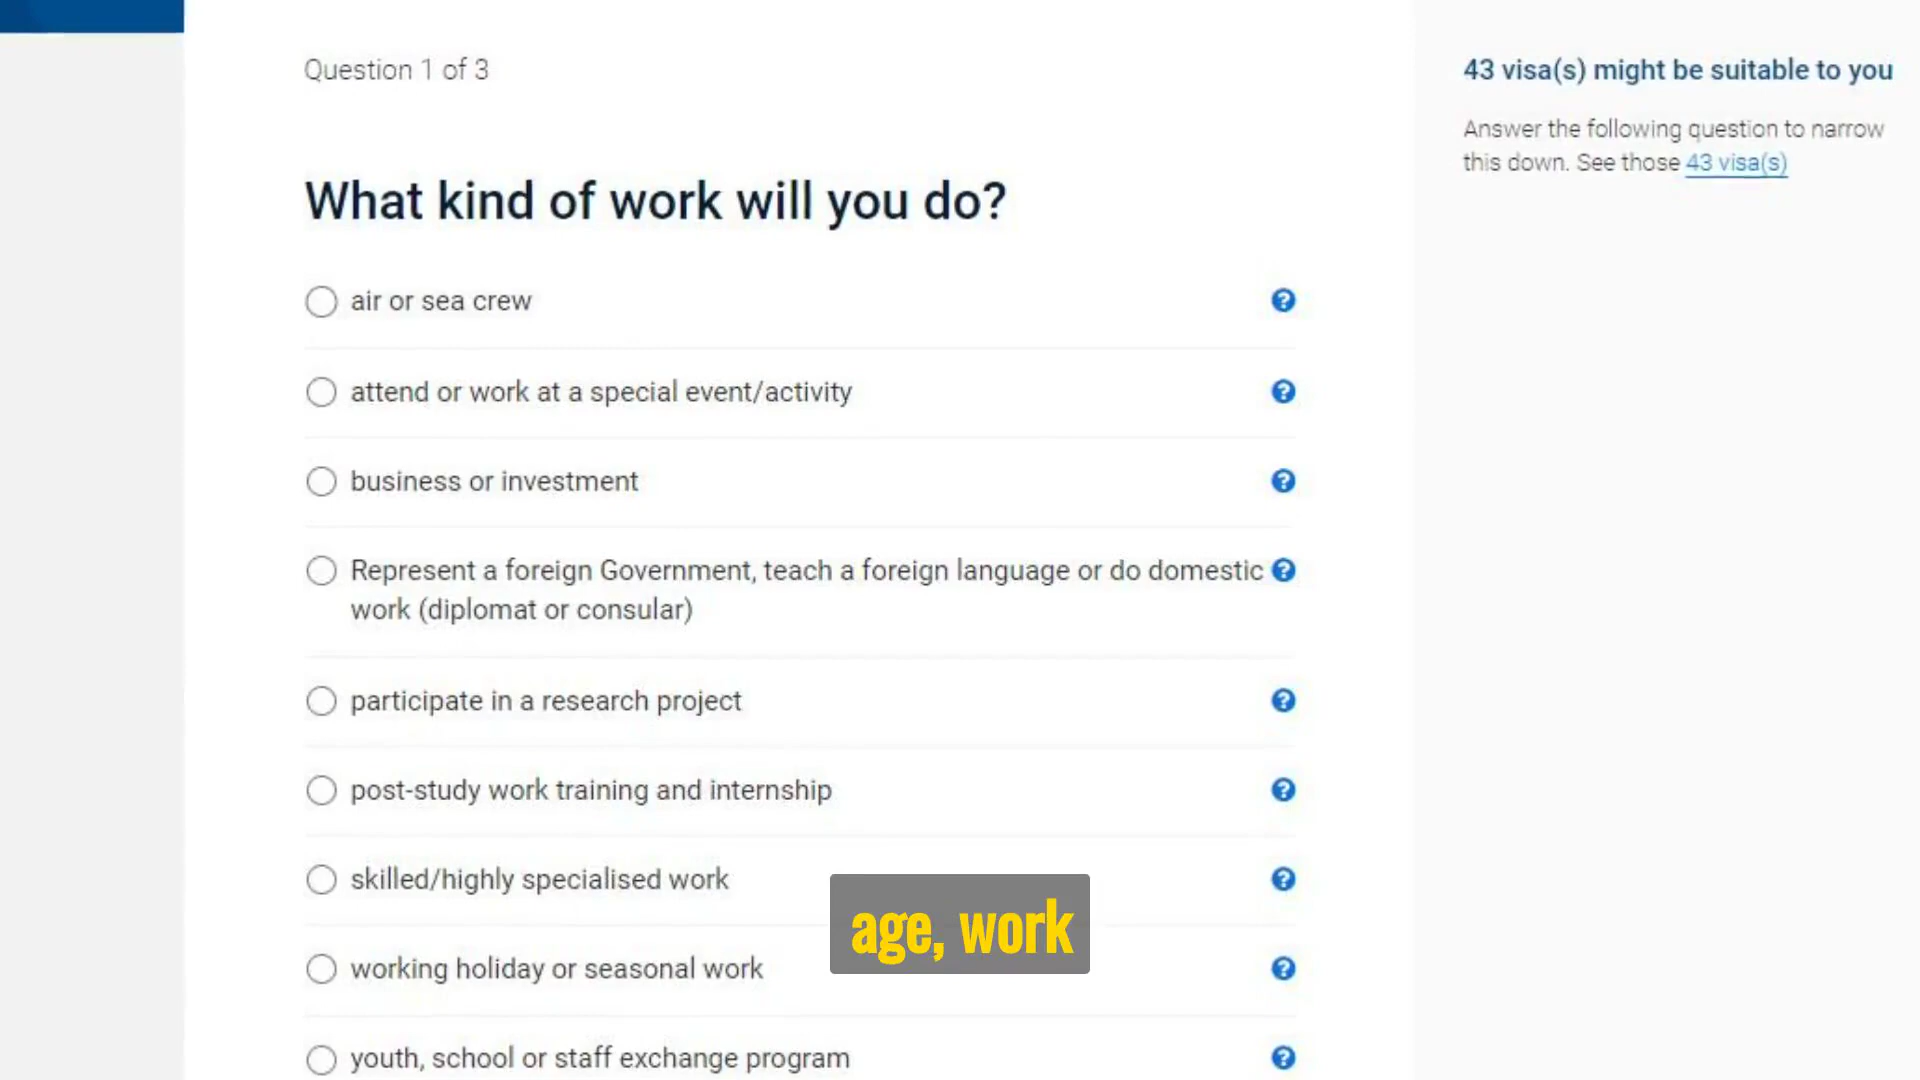 Question 1 of 3
43 visa(s) might be suitable to you
Answer the following question to narrow
this down. See those 43 visa(s)
What kind of work will you do?
air or sea crew
attend or work at a special event/activity
business or investment
Represent a foreign Government, teach a foreign language or do domestic
work (diplomat or consular)
participate in a research project
post-study work training and internship
skilled/highly specialised work
age, work
working holiday or seasonal work
youth, school or staff exchange program